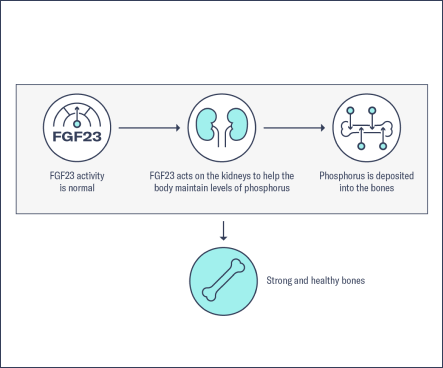 FGF23
FGF23 activity
is normal
FGF23 acts on the kidneys to help the
body maintain levels of phosphorus
Phosphorus is deposited
into the bones
Strong and healthy bones